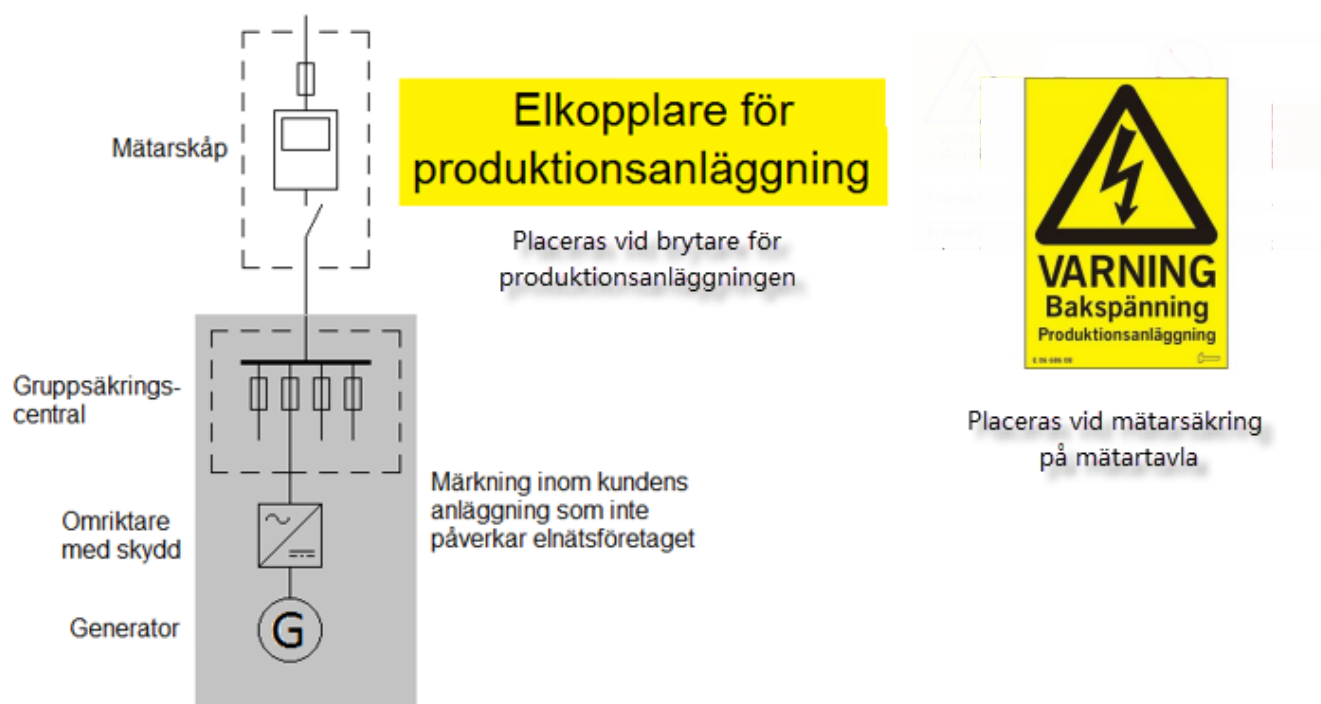 Mätarskåp
Elkopplare för
produktionsanläggning
Placeras vid brytare för
produktionsanläggningen
VARNING
Bakspänning
Produktionsanläggning
Placeras vid mätarsäkring
på mätartavla
Gruppsäkrings-
central
Märkning inom kundens
anläggning som inte
påverkar elnätsföretaget
Omriktare
med skydd
Generator
G